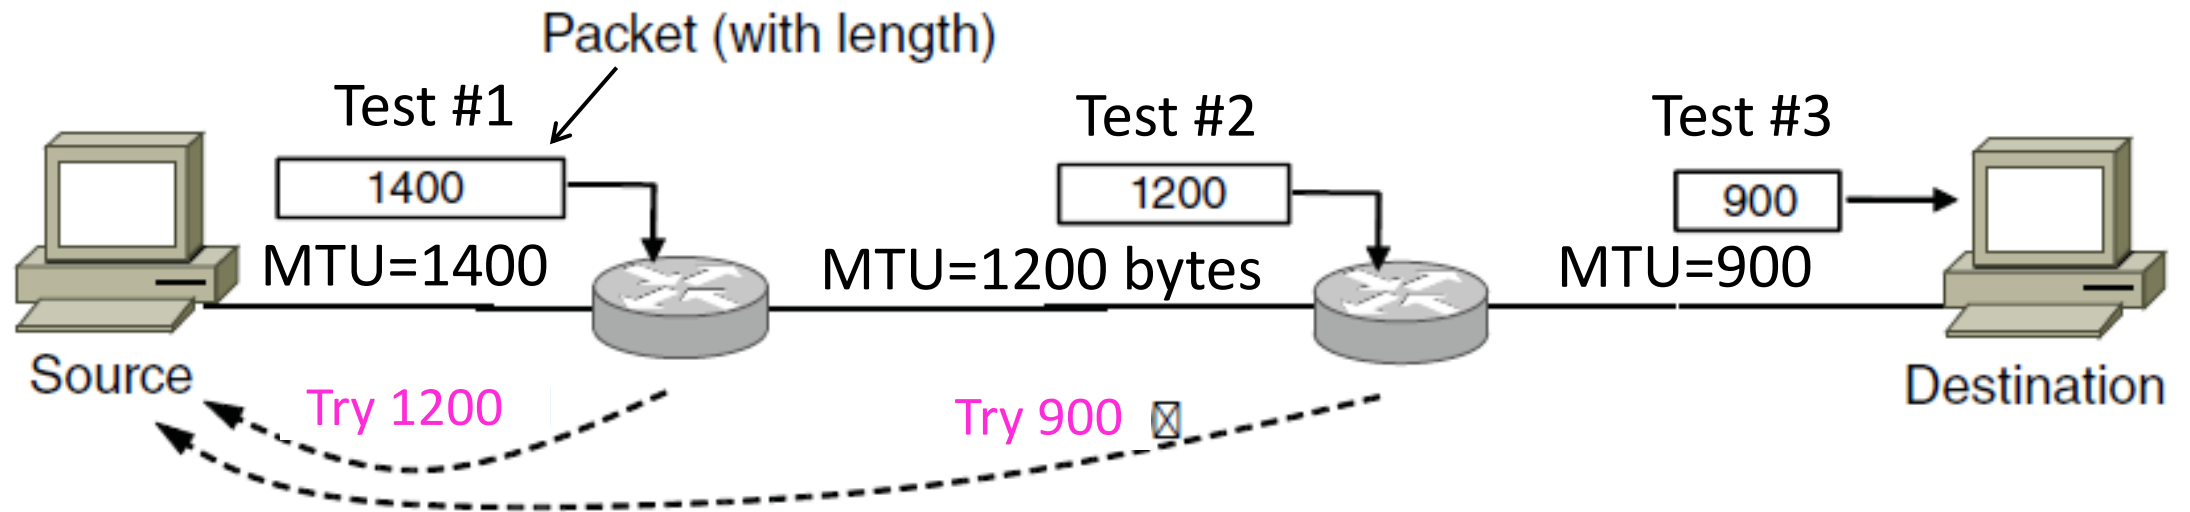 Packet (with length)
Test #1
Test #2
Test #3
1400
1200
900
MTU=1400
MTU=1200 bytes
MTU=900
Source
Try 1200
Try 900
Destination